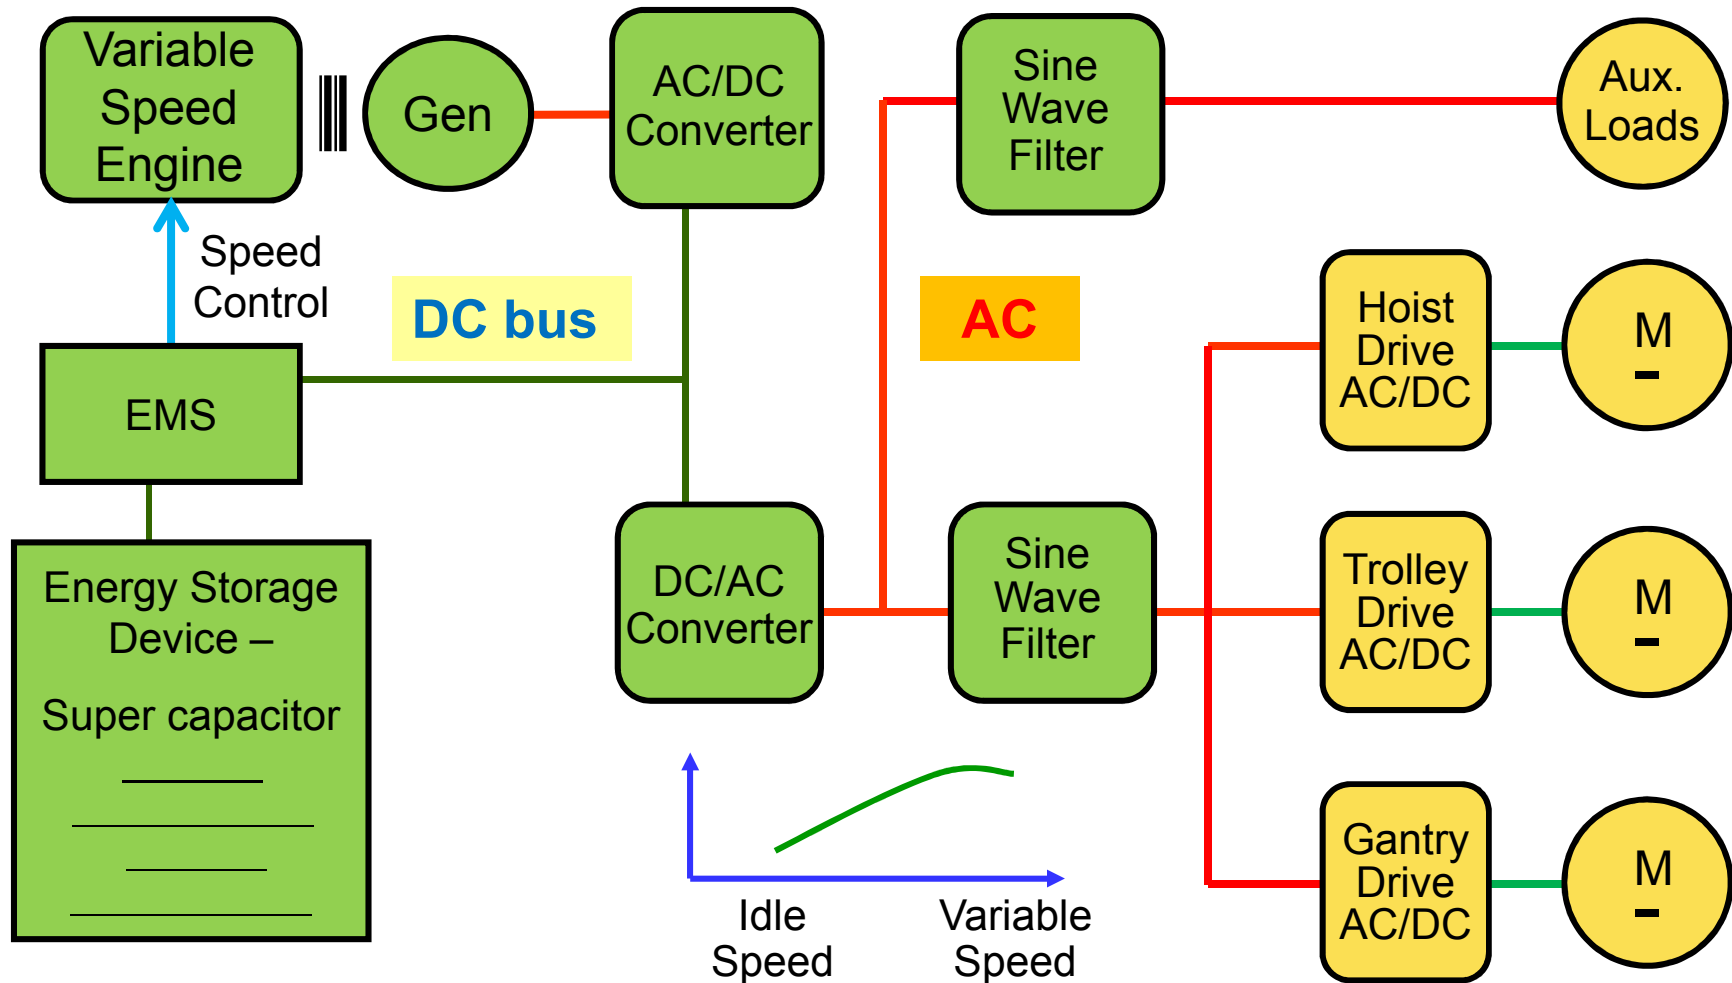 Variable
Speed
Engine
Gen
AC/DC
Converter
Sine
Wave
Filter
Aux.
Loads
Speed
Control
DC bus
AC
Hoist
Drive
AC/DC
M
EMS
Energy Storage
Device –
Super capacitor
DC/AC
Converter
Sine
Wave
Filter
Trolley
Drive
AC/DC
M
Idle
Speed
Variable
Speed
Gantry
Drive
AC/DC
M